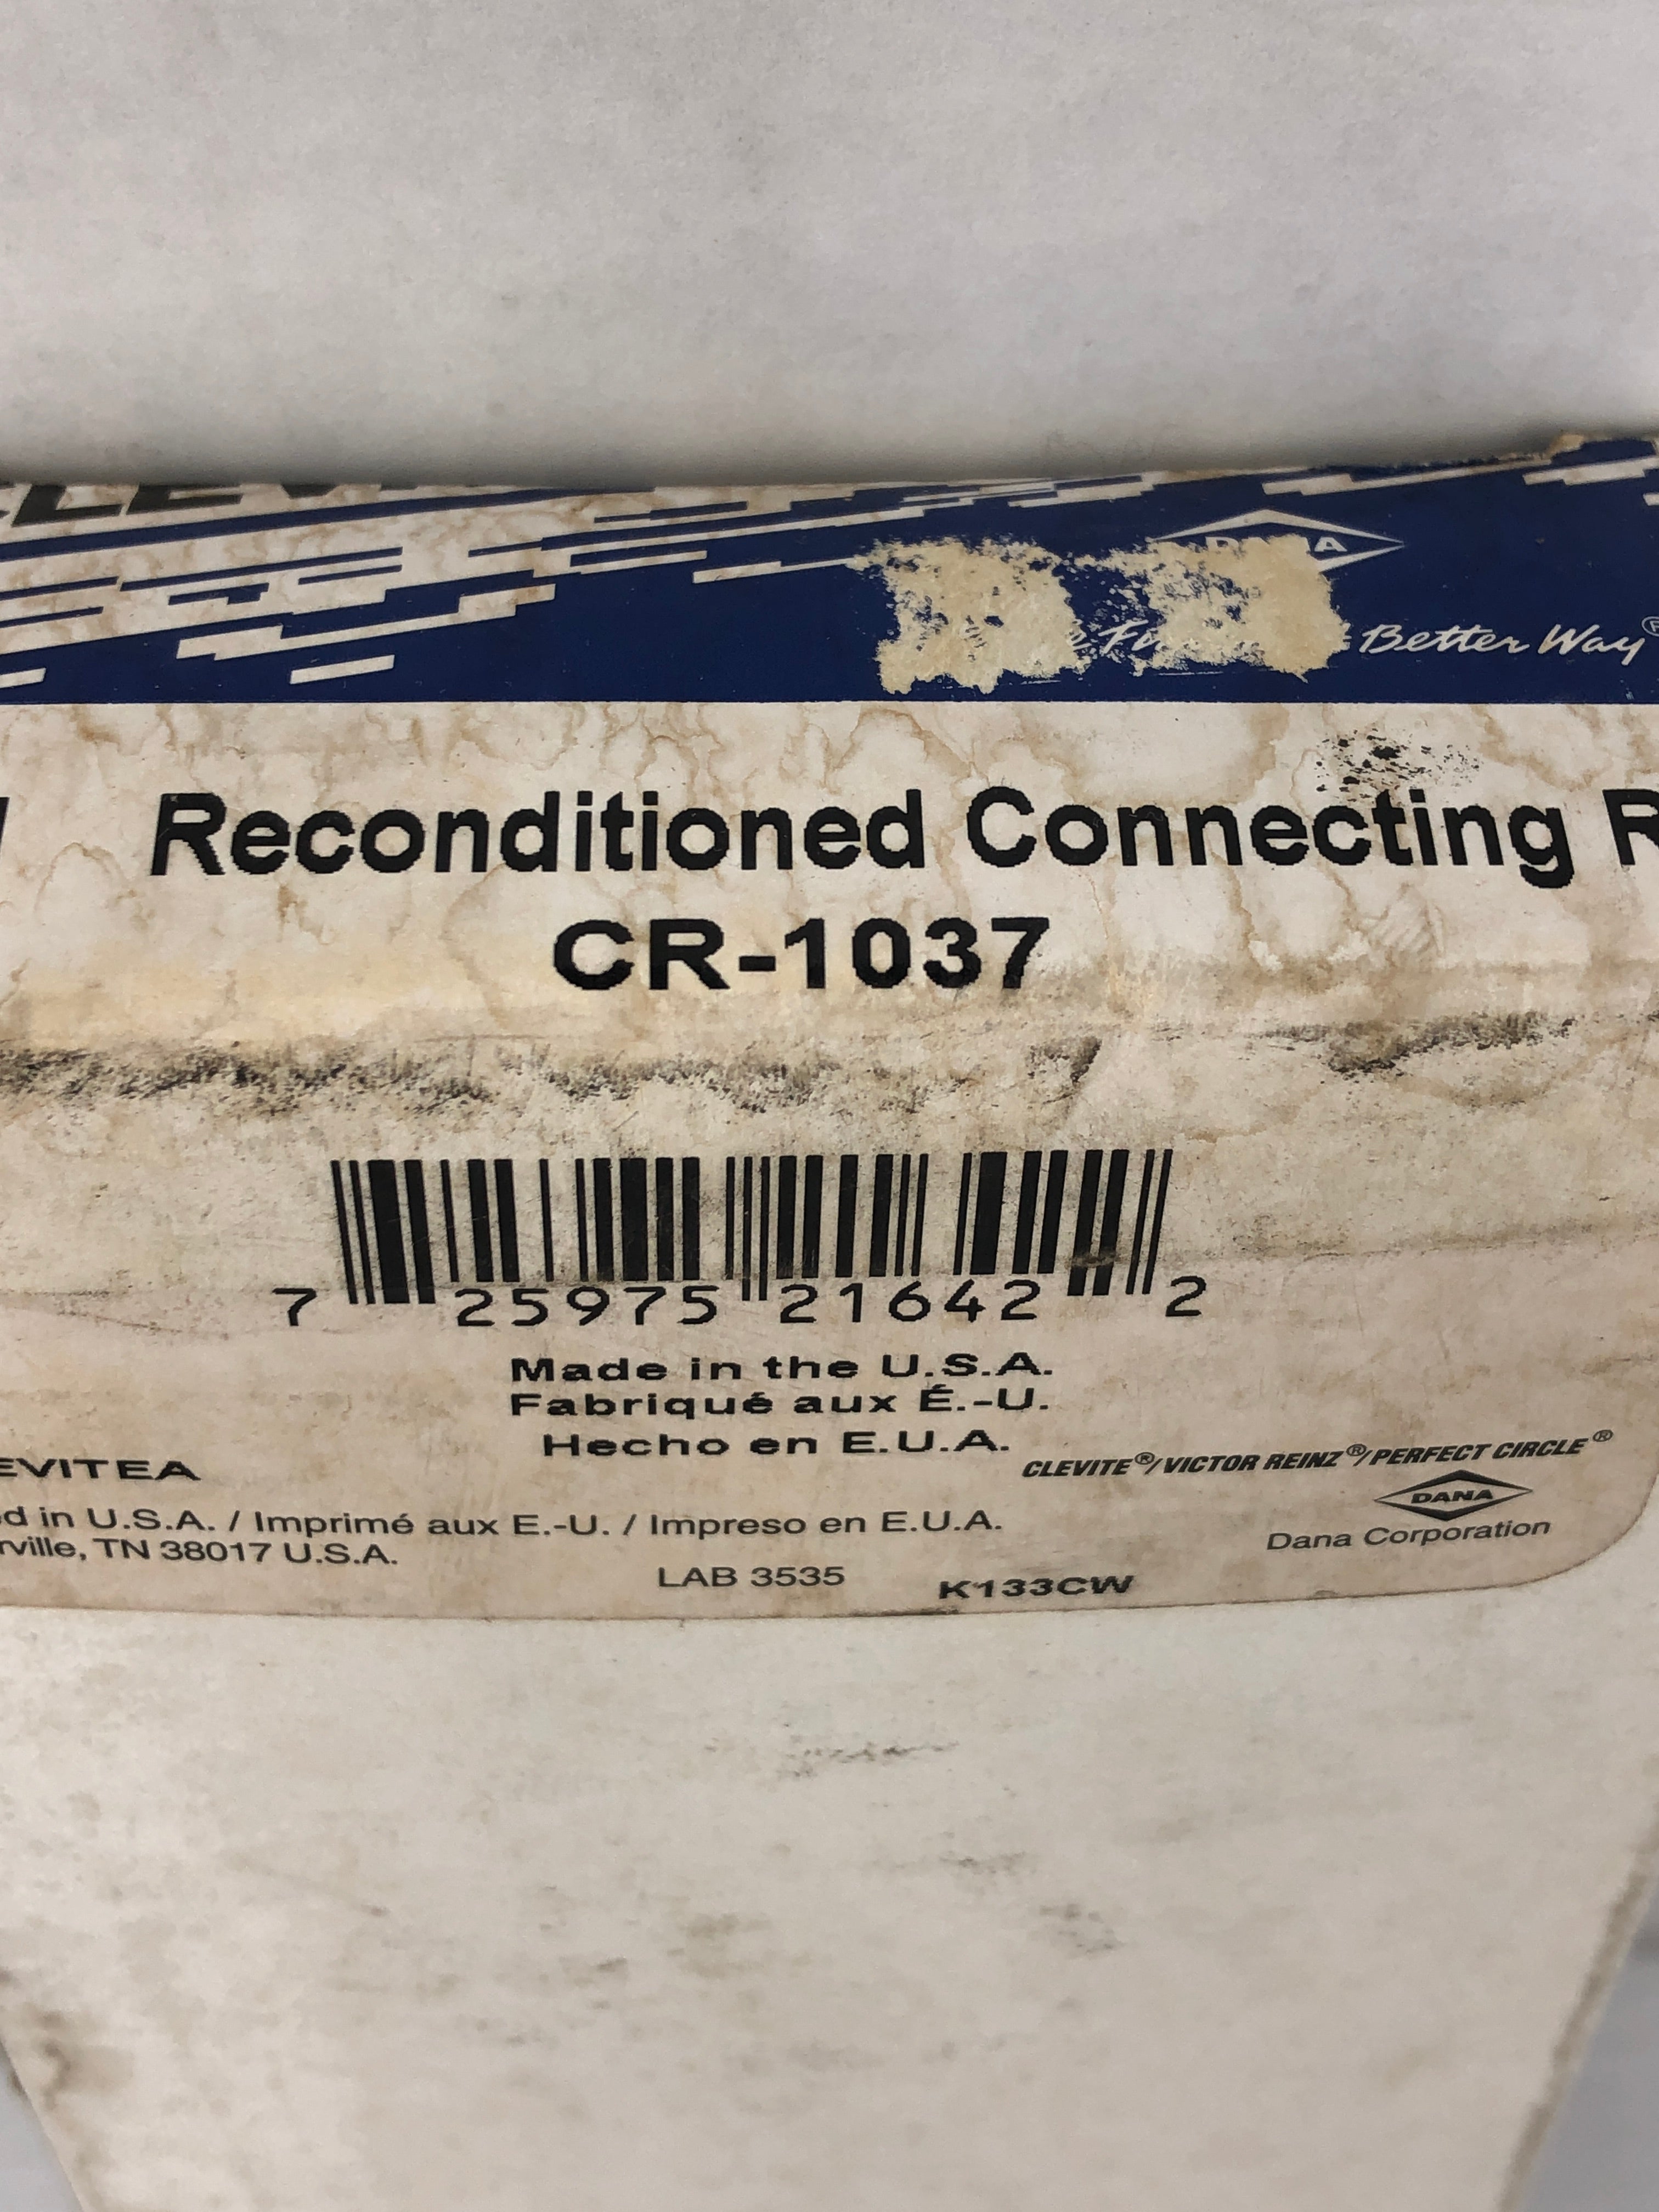 DANA
Better Way®
Reconditioned Connecting R
CR-1037
7 25975 21642 2
Made in the U.S.A.
Fabriqué aux É.-U.
Hecho en E.U.A.
EVITEA
CLEVITE®/VICTOR REINZ®/PERFECT CIRCLE®
DANA
Dana Corporation
d in U.S.A. / Imprimé aux E.-U. / Impreso en E.U.A.
rville, TN 38017 U.S.A.
LAB 3535
K133CW